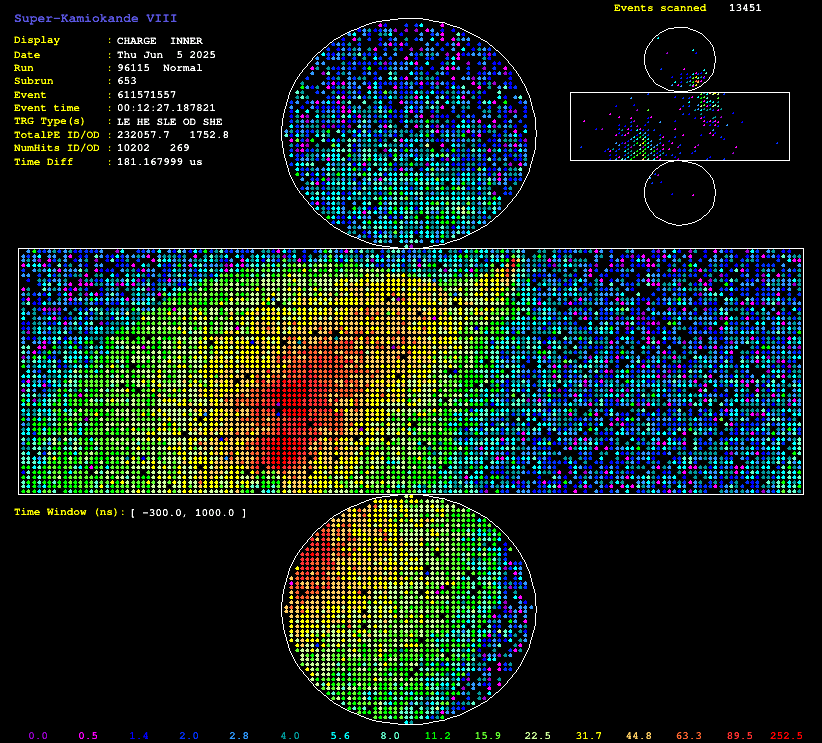 Super-Kamiokande VIII
Events scanned 13451
Display : CHARGE INNER
Date : Thu Jun 5 2025
Run : 96115 Normal
Subrun : 653
Event : 611571557
Event time : 00:12:27.187821
TRG Type(s) : LE HE SLE OD SHE
TotalPE ID/OD : 232057.7 1752.8
NumHits ID/OD : 10202 269
Time Diff : 181.167999 us
Time Window (ns): [ -300.0, 1000.0 ]
0.0 0.5 1.4 2.0 2.8 4.0 5.6 8.0 11.2 15.9 22.5 31.7 44.8 63.3 89.5 252.5